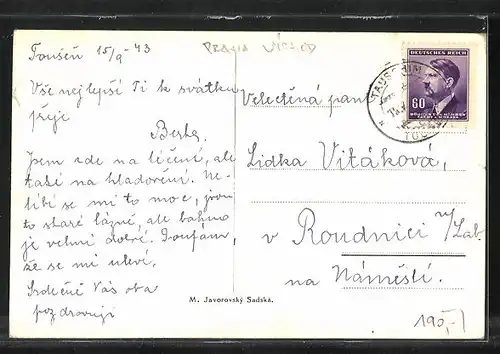 Toušeň 15/9-43
PRAHA VÝCHOD
Vše nejlepší Ti k svátku
přeje
Berta.
Jsem zde na léčení, ale
také na hladovění. Ne-
líbí se mi to moc, jsou
to staré lázně, ale bahno
je velmi dobré. Doufám,
že se mi uleví.
Srdečně Vás oba
pozdravuji
M. Javorovský Sadská.
DEUTSCHES REICH
60
Velectěná paní
Lidka Vitáková,
v Roudnici n/Lab.
na Náměstí.
190,-